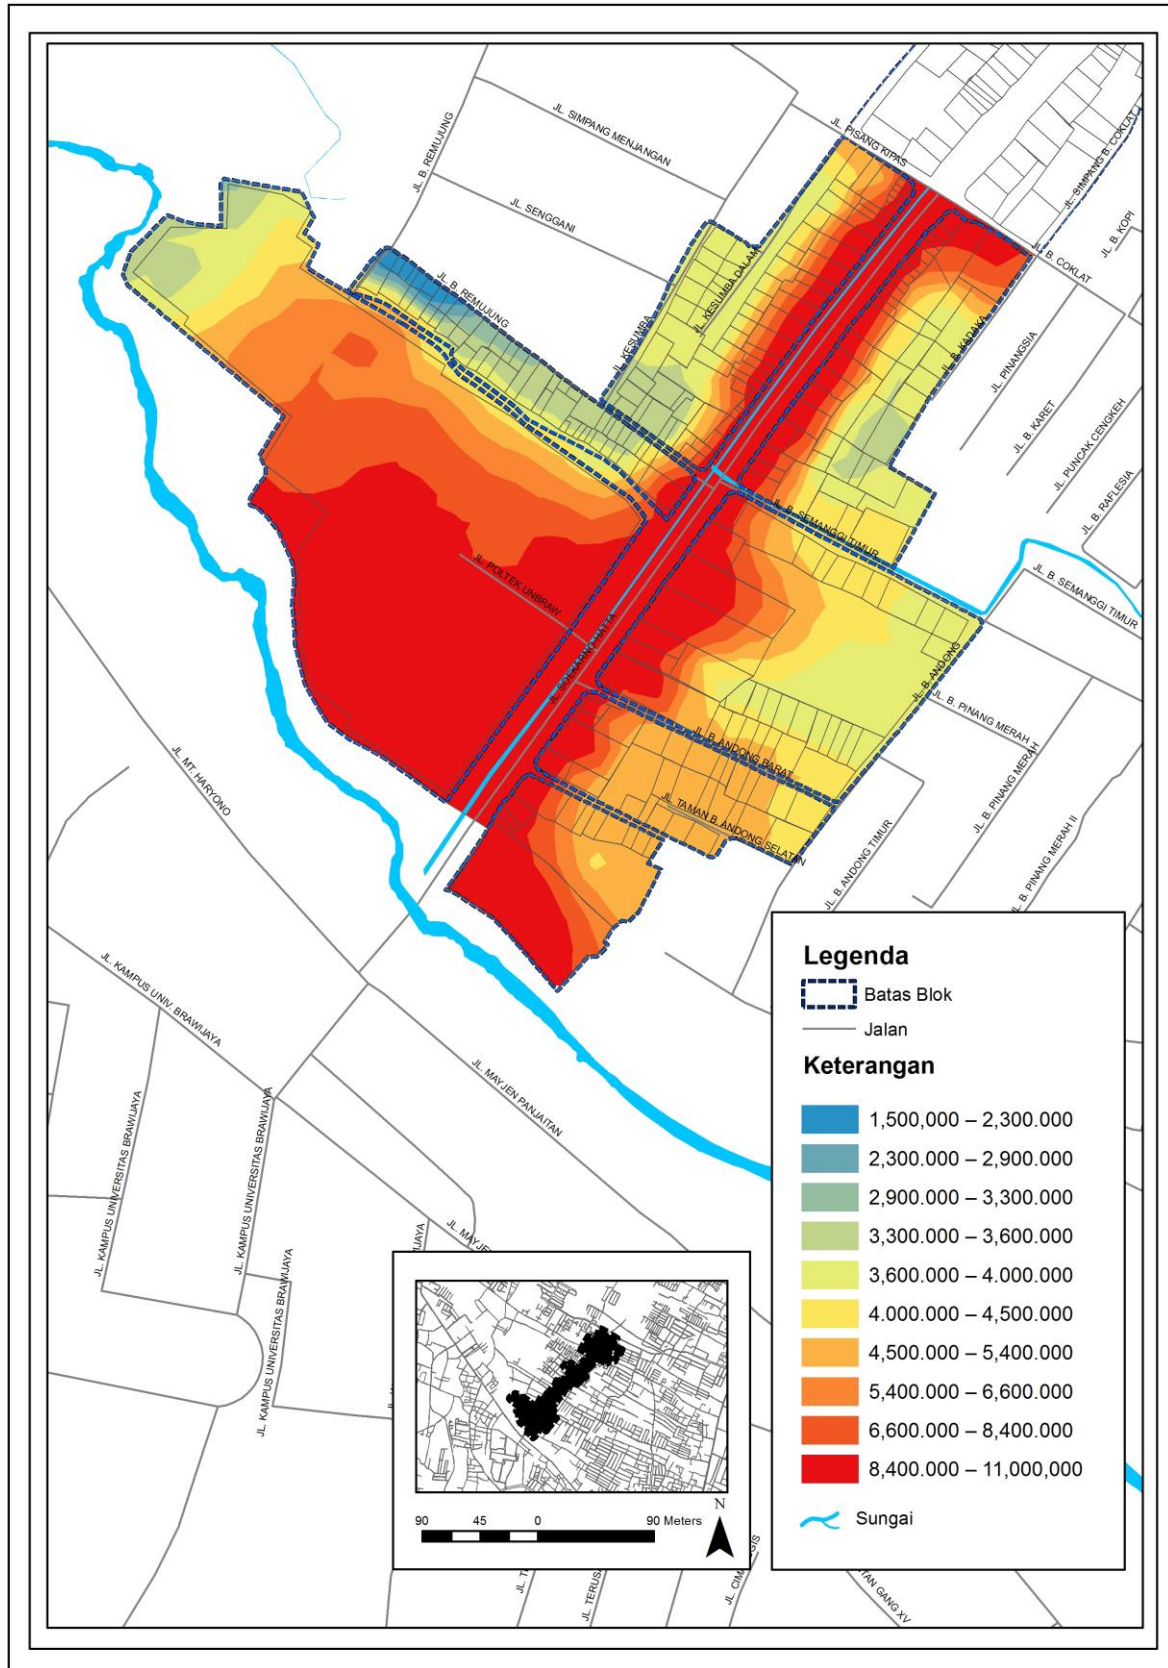 JL. PISANG KIPAS
JL. SIMPANG B. COKLAT
JL. SIMPANG MENJANGAN
JL. B. REMUJUNG
JL. SENGGANI
JL. B. KOPI
JL. B. COKLAT
JL. KESUMBA DALAM
JL. B. REMUJUNG
JL. KESUMBA
JL. B. KADAKA
JL. PINANGSIA
JL. B. KARET
JL. PUNCAK CENGKEH
JL. B. RAFLESIA
JL. B. SEMANGGI TIMUR
JL. B. SEMANGGI TIMUR
JL. POLTEK UNBRAW
JL. SOEKARNO HATTA
JL. B. ANDONG
JL. B. PINANG MERAH
JL. B. ANDONG BARAT
JL. B. PINANG MERAH
JL. MT. HARYONO
JL. TAMAN B. ANDONG SELATAN
JL. B. ANDONG TIMUR
JL. B. PINANG MERAH II
JL. KAMPUS UNIV. BRAWIJAYA
JL. MAYJEN PANJAITAN
JL. KAMPUS UNIVERSITAS BRAWIJAYA
JL. KAMPUS UNIVERSITAS BRAWIJAYA
JL. KAMPUS UNIVERSITAS BRAWIJAYA
JL. MAYJEN
Legenda
Batas Blok
Jalan
Keterangan
1,500,000 – 2,300.000
2,300.000 – 2,900.000
2,900.000 – 3,300.000
3,300.000 – 3,600.000
3,600.000 – 4.000.000
4.000.000 – 4,500.000
4,500.000 – 5,400.000
5,400.000 – 6,600.000
6,600.000 – 8,400.000
8,400.000 – 11,000,000
Sungai
N
90 45 0 90 Meters
GANG XV